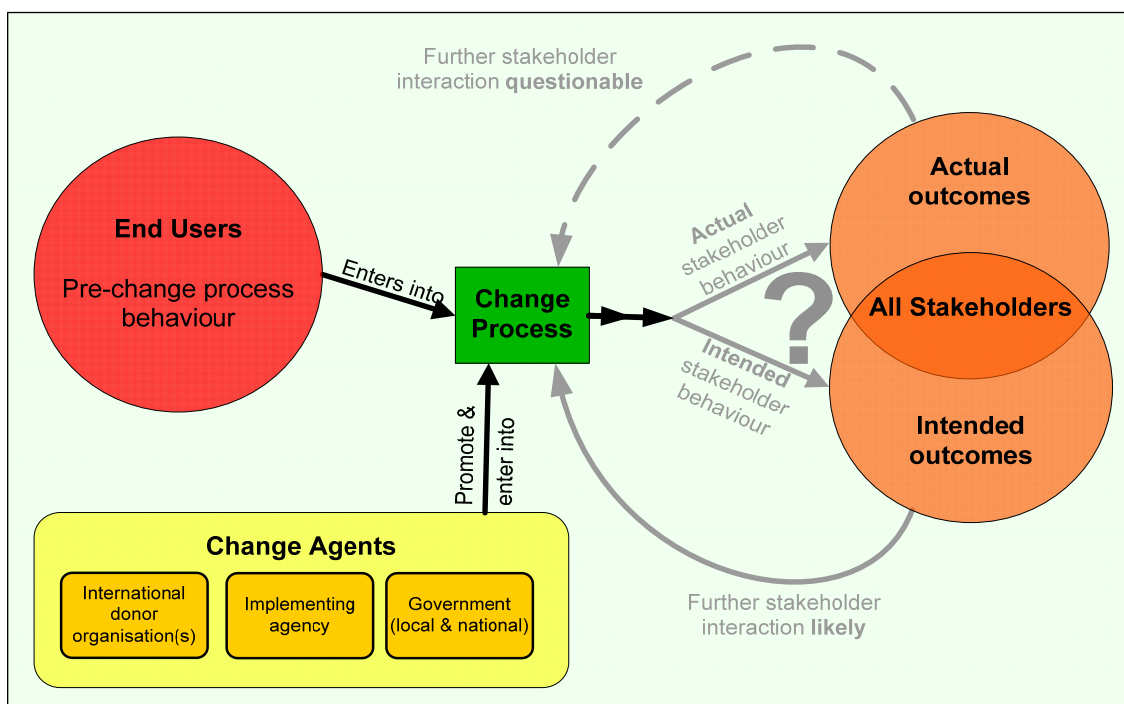 Further stakeholder
interaction questionable
End Users
Pre-change process
behaviour
Enters into
Change
Process
Actual
stakeholder
behaviour
?
Intended
stakeholder
behaviour
Actual
outcomes
All Stakeholders
Intended
outcomes
Promote &
enter into
Change Agents
International
donor
organisation(s)
Implementing
agency
Government
(local & national)
Further stakeholder
interaction likely